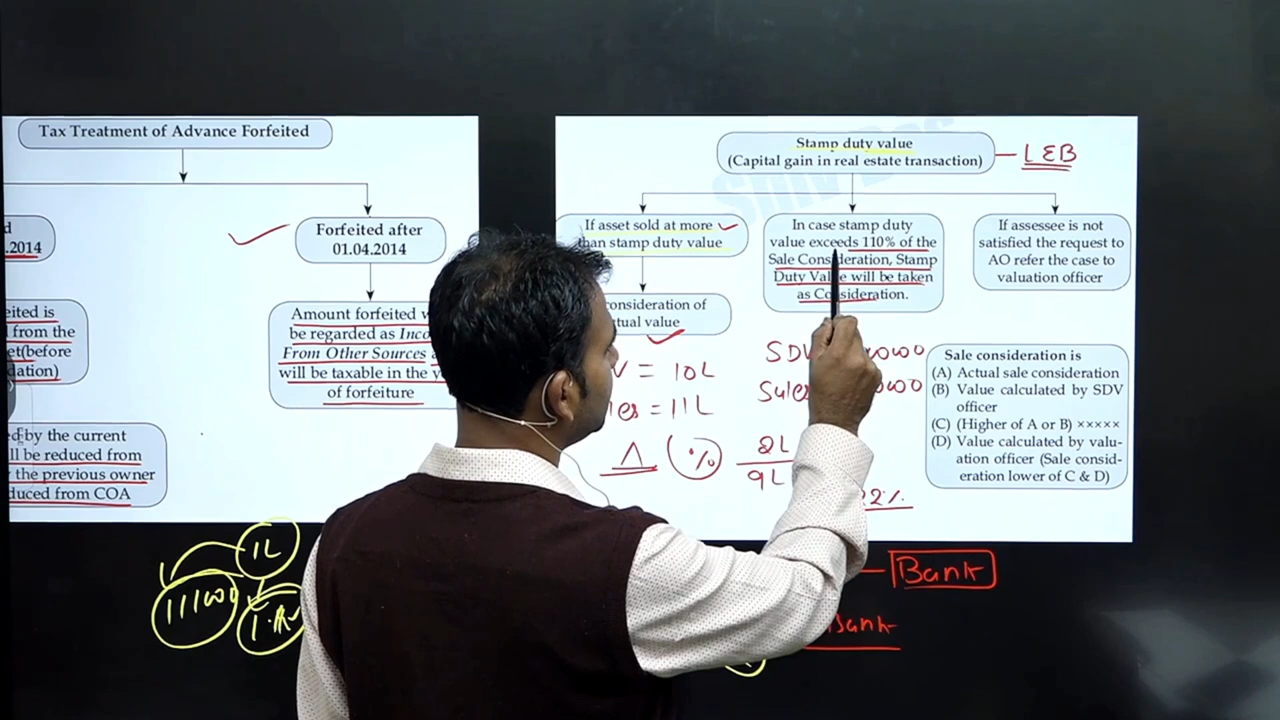 Tax Treatment of Advance Forfeited
d
.2014
Forfeited after
01.04.2014
eited is
from the
et(before
dation)
Amount forfeited
be regarded as Inco
From Other Sources
will be taxable in the y
of forfeiture
ed by the current
ll be reduced from
the previous owner
duced from COA
Stamp duty value
(Capital gain in real estate transaction)
L & B
If asset sold at more
than stamp duty value
consideration of
tual value
In case stamp duty
value exceeds 110% of the
Sale Consideration, Stamp
Duty Value will be taken
as Consideration.
If assessee is not
satisfied the request to
AO refer the case to
valuation officer
Sale consideration is
(A) Actual sale consideration
(B) Value calculated by SDV
officer
(C) (Higher of A or B) ×××××
(D) Value calculated by valu-
ation officer (Sale consid-
eration lower of C & D)
V = 10L
les = 11L
Δ %
SDV
Sales
2L
9L
22%
1L
Bank
Bank